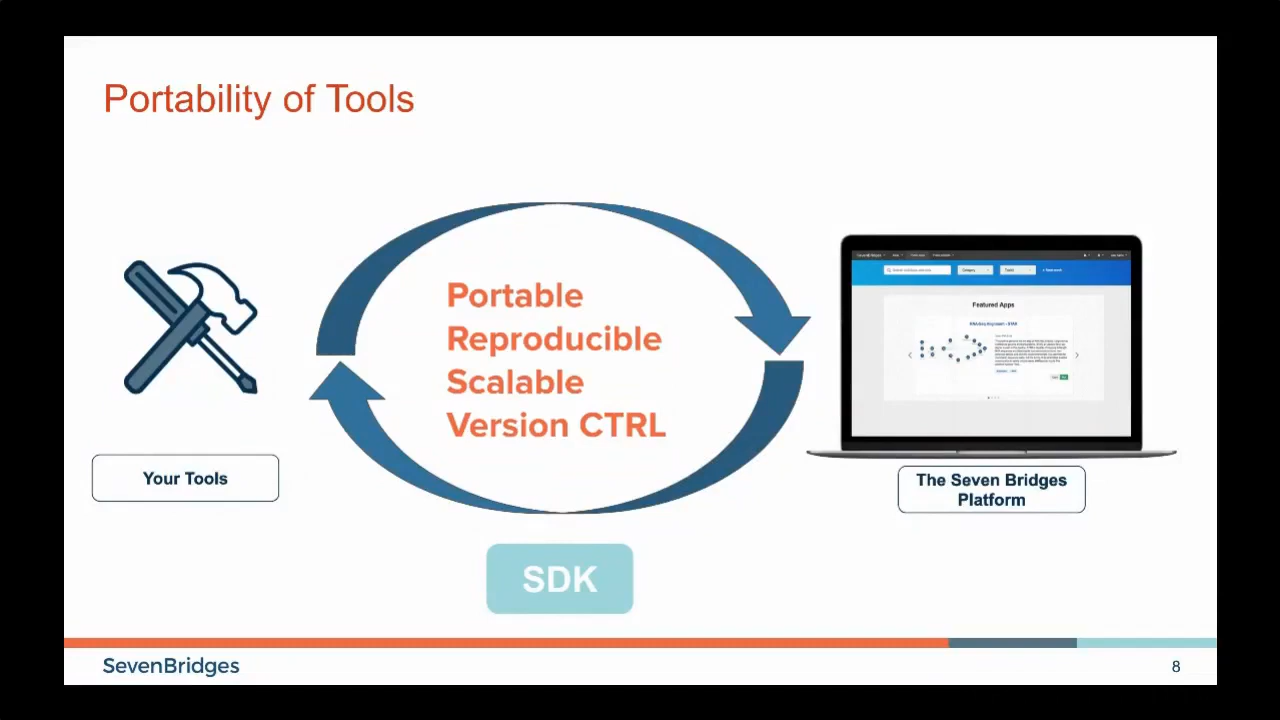 Portability of Tools
Portable
Reproducible
Scalable
Version CTRL
Your Tools
Featured Apps
The Seven Bridges
Platform
SDK
SevenBridges
8